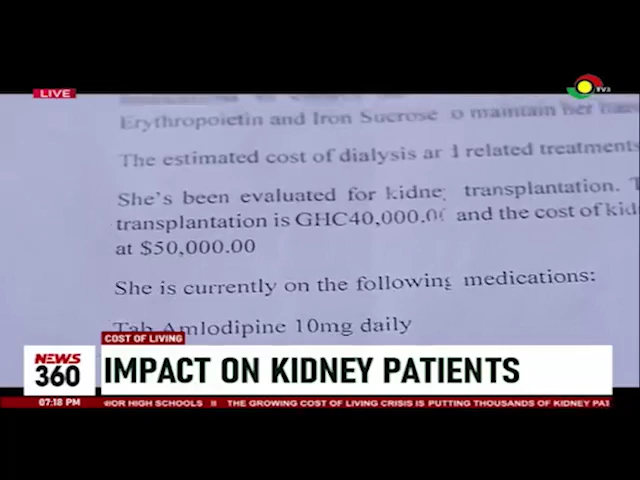 LIVE
TV3
Erythropoietin and Iron Sucrose o maintain her
The estimated cost of dialysis ar d related treatments
She's been evaluated for kidne transplantation. T
transplantation is GHC40,000.0 and the cost of kid
at $50,000.00
She is currently on the following medications:
Tab Amlodipine 10mg daily
COST OF LIVING
NEWS
360
IMPACT ON KIDNEY PATIENTS
07:18 PM
IOR HIGH SCHOOLS II THE GROWING COST OF LIVING CRISIS IS PUTTING THOUSANDS OF KIDNEY PAT